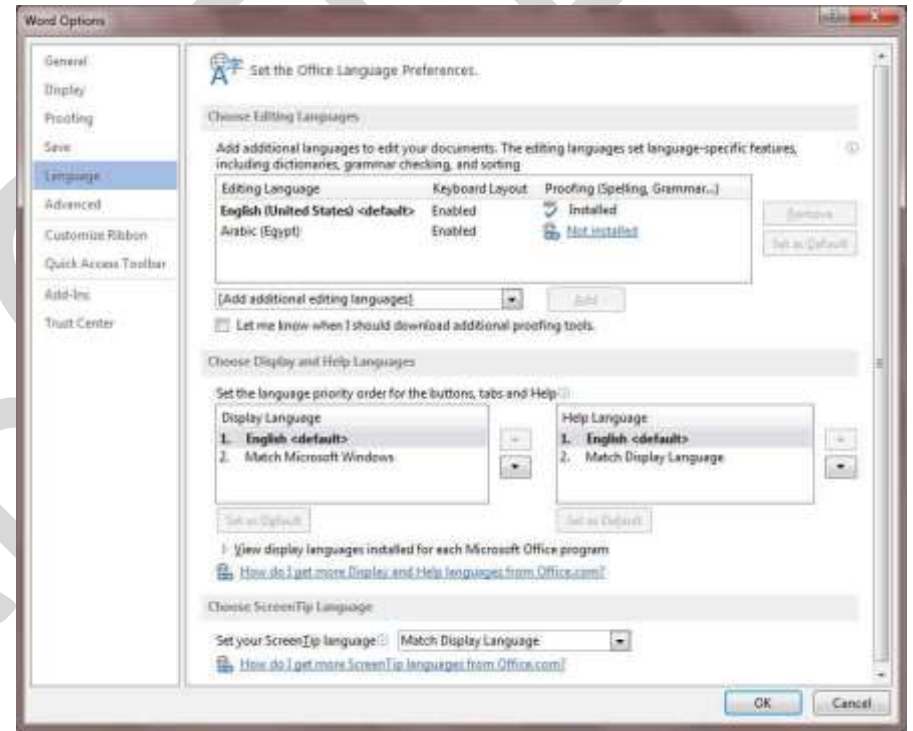 Word Options
General
Display
Proofing
Save
Language
Advanced
Customize Ribbon
Quick Access Toolbar
Add-Ins
Trust Center
Set the Office Language Preferences.
Choose Editing Languages
Add additional languages to edit your documents. The editing languages set language-specific features,
including dictionaries, grammar checking, and sorting
Editing Language Keyboard Layout Proofing (Spelling, Grammar...)
English (United States) <default> Enabled Installed
Arabic (Egypt) Enabled Not installed
Remove
Set as Default
[Add additional editing languages] Add
Let me know when I should download additional proofing tools.
Choose Display and Help Languages
Set the language priority order for the buttons, tabs and Help
Display Language Help Language
1. English <default> 1. English <default>
2. Match Microsoft Windows 2. Match Display Language
Set as Default Set as Default
View display languages installed for each Microsoft Office program
How do I get more Display and Help languages from Office.com?
Choose ScreenTip Language
Set your ScreenTip language Match Display Language
How do I get more ScreenTip languages from Office.com?
OK Cancel